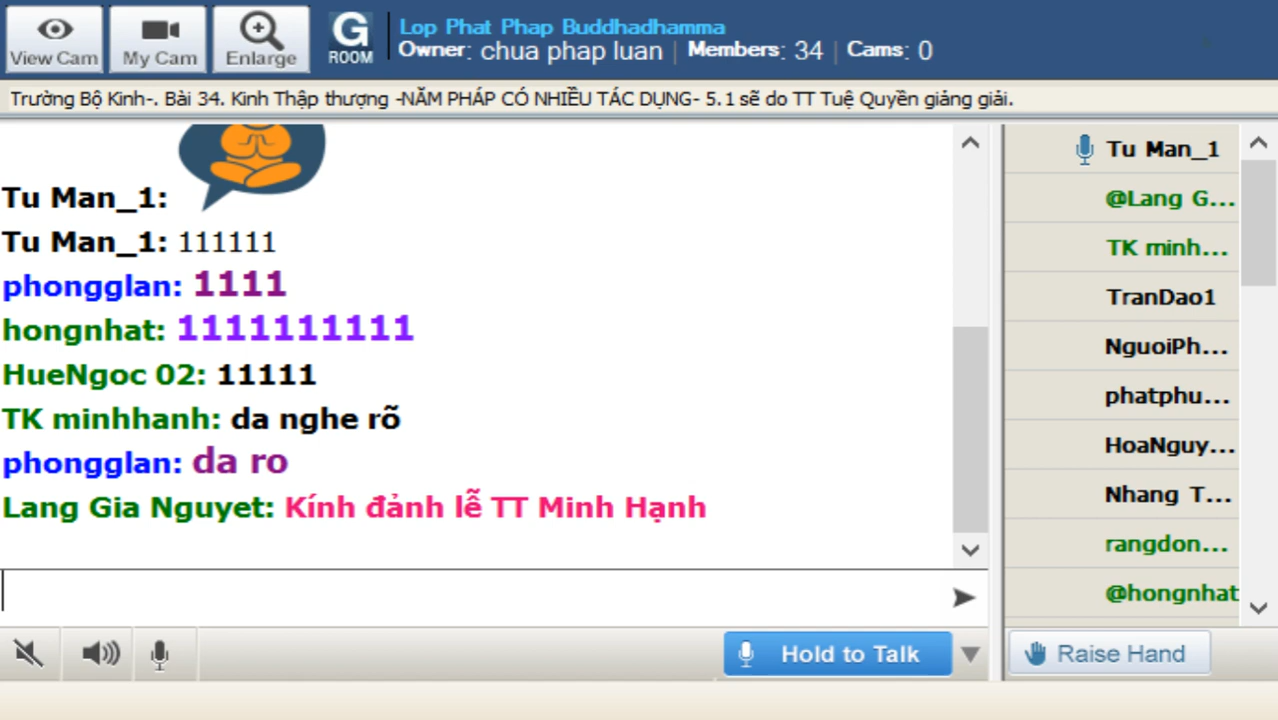 View Cam
My Cam
Enlarge
G
ROOM
Lop Phat Phap Buddhadhamma
Owner: chua phap luan | Members: 34 | Cams: 0
Trường Bộ Kinh-. Bài 34. Kinh Thập thượng -NĂM PHÁP CÓ NHIỀU TÁC DỤNG- 5.1 sẽ do TT Tuệ Quyền giảng giải.
Tu Man_1:
Tu Man_1: 111111
phongglan: 1111
hongnhat: 1111111111
HueNgoc 02: 11111
TK minhhanh: da nghe rõ
phongglan: da ro
Lang Gia Nguyet: Kính đảnh lễ TT Minh Hạnh
Tu Man_1
@Lang G...
TK minh...
TranDao1
NguoiPh...
phatphu...
HoaNguy...
Nhang T...
rangdon...
@hongnhat
Hold to Talk
Raise Hand